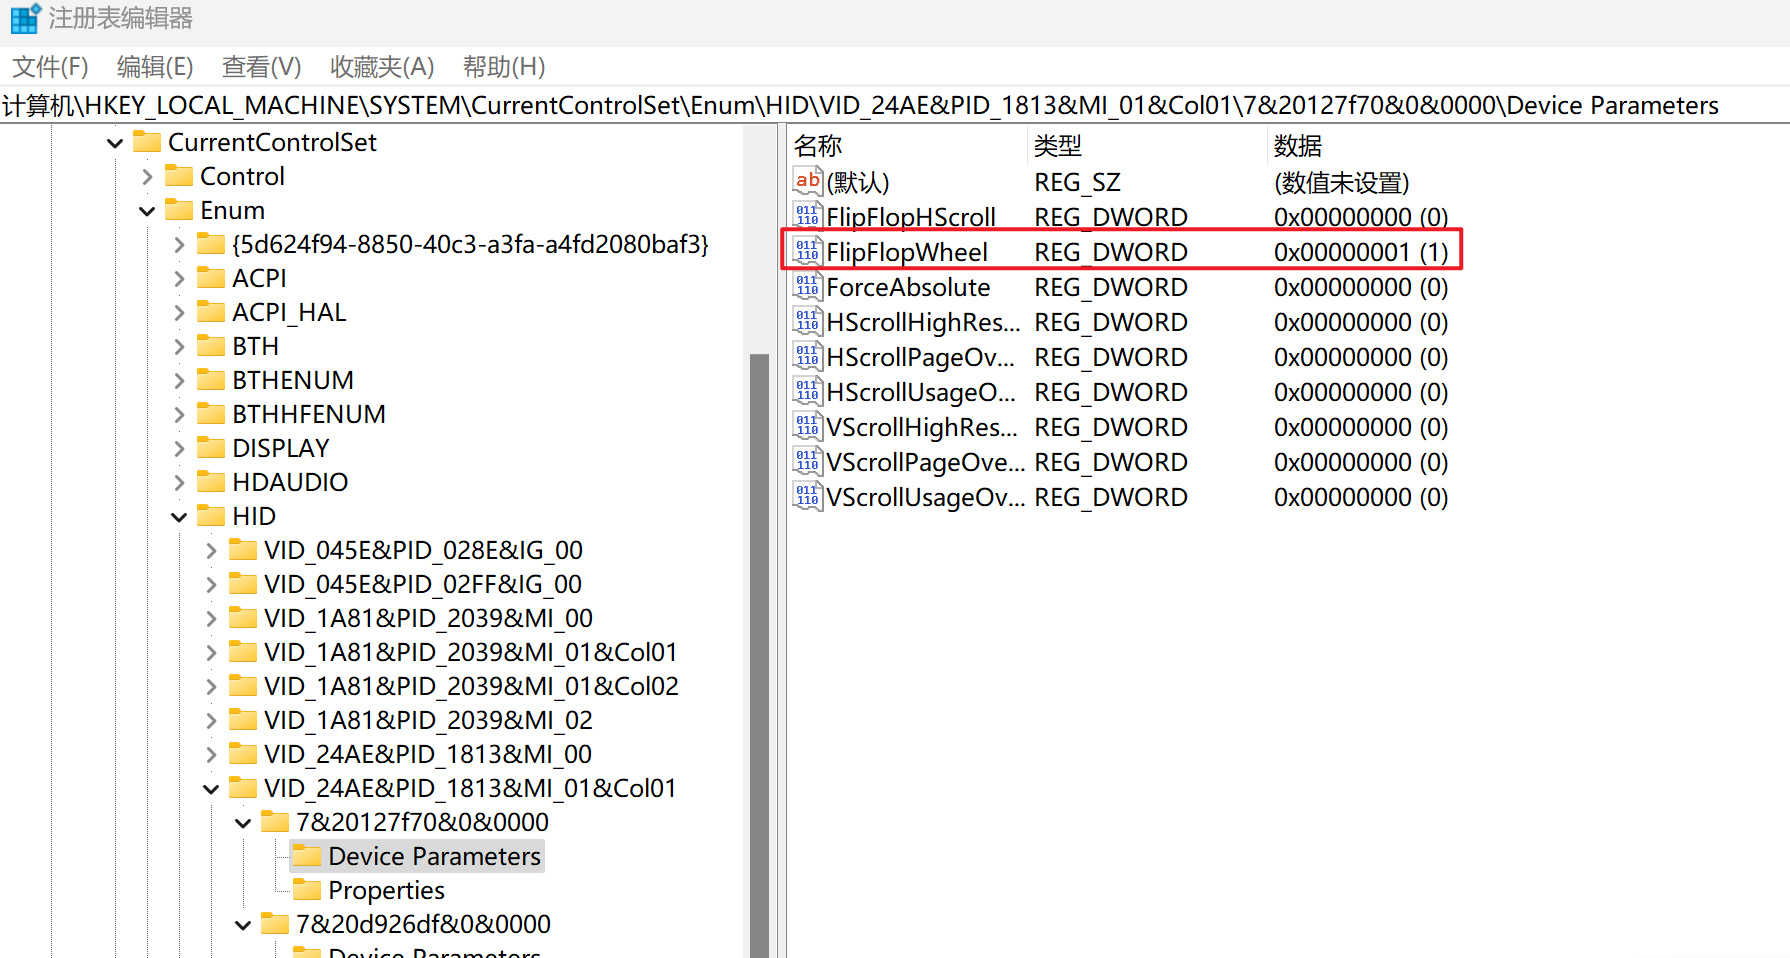 注册表编辑器
文件(F) 编辑(E) 查看(V) 收藏夹(A) 帮助(H)
计算机\HKEY_LOCAL_MACHINE\SYSTEM\CurrentControlSet\Enum\HID\VID_24AE&PID_1813&MI_01&Col01\7&20127f70&0&0000\Device Parameters
CurrentControlSet
Control
Enum
{5d624f94-8850-40c3-a3fa-a4fd2080baf3}
ACPI
ACPI_HAL
BTH
BTHENUM
BTHHFENUM
DISPLAY
HDAUDIO
HID
VID_045E&PID_028E&IG_00
VID_045E&PID_02FF&IG_00
VID_1A81&PID_2039&MI_00
VID_1A81&PID_2039&MI_01&Col01
VID_1A81&PID_2039&MI_01&Col02
VID_1A81&PID_2039&MI_02
VID_24AE&PID_1813&MI_00
VID_24AE&PID_1813&MI_01&Col01
7&20127f70&0&0000
Device Parameters
Properties
7&20d926df&0&0000
Device Parameters
名称 类型 数据
(默认) REG_SZ (数值未设置)
FlipFlopHScroll REG_DWORD 0x00000000 (0)
FlipFlopWheel REG_DWORD 0x00000001 (1)
ForceAbsolute REG_DWORD 0x00000000 (0)
HScrollHighRes... REG_DWORD 0x00000000 (0)
HScrollPageOv... REG_DWORD 0x00000000 (0)
HScrollUsageO... REG_DWORD 0x00000000 (0)
VScrollHighRes... REG_DWORD 0x00000000 (0)
VScrollPageOve... REG_DWORD 0x00000000 (0)
VScrollUsageOv... REG_DWORD 0x00000000 (0)